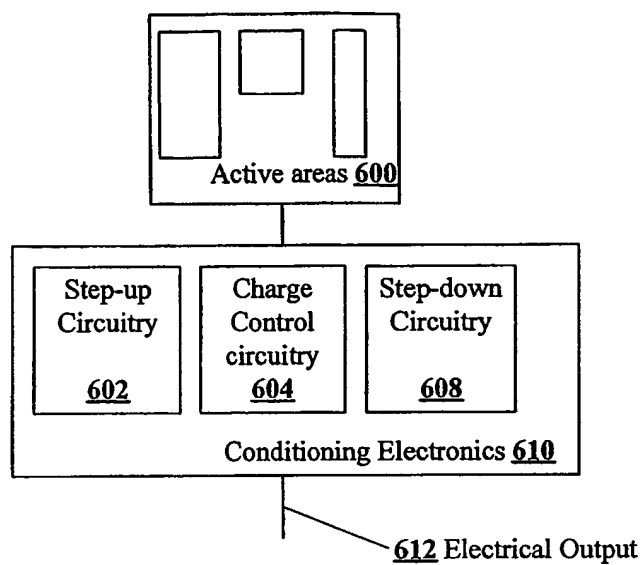 Active areas 600
Step-up
Circuitry
602
Charge
Control
circuitry
604
Step-down
Circuitry
608
Conditioning Electronics 610
612 Electrical Output